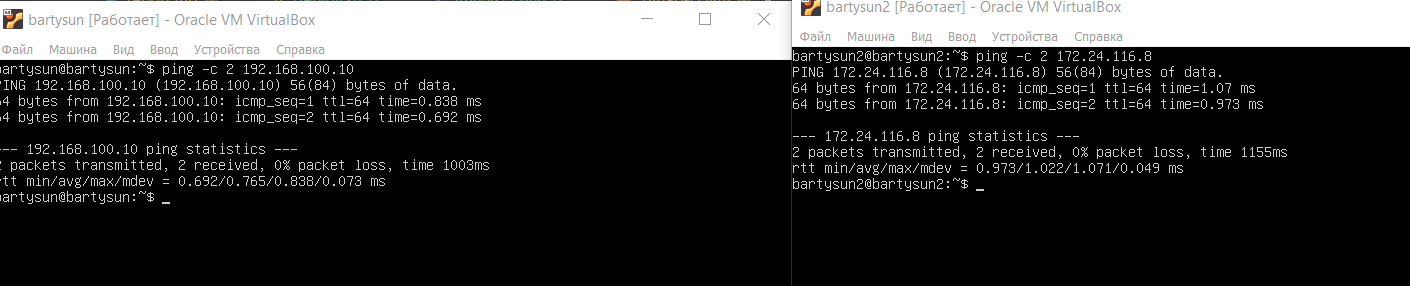 bartysun [Работает] - Oracle VM VirtualBox
Файл Машина Вид Ввод Устройства Справка
bartysun@bartysun:~$ ping -c 2 192.168.100.10
PING 192.168.100.10 (192.168.100.10) 56(84) bytes of data.
64 bytes from 192.168.100.10: icmp_seq=1 ttl=64 time=0.838 ms
64 bytes from 192.168.100.10: icmp_seq=2 ttl=64 time=0.692 ms
--- 192.168.100.10 ping statistics ---
2 packets transmitted, 2 received, 0% packet loss, time 1003ms
rtt min/avg/max/mdev = 0.692/0.765/0.838/0.073 ms
bartysun@bartysun:~$ _
bartysun2 [Работает] - Oracle VM VirtualBox
Файл Машина Вид Ввод Устройства Справка
bartysun2@bartysun2:~$ ping -c 2 172.24.116.8
PING 172.24.116.8 (172.24.116.8) 56(84) bytes of data.
64 bytes from 172.24.116.8: icmp_seq=1 ttl=64 time=1.07 ms
64 bytes from 172.24.116.8: icmp_seq=2 ttl=64 time=0.973 ms
--- 172.24.116.8 ping statistics ---
2 packets transmitted, 2 received, 0% packet loss, time 1155ms
rtt min/avg/max/mdev = 0.973/1.022/1.071/0.049 ms
bartysun2@bartysun2:~$ _